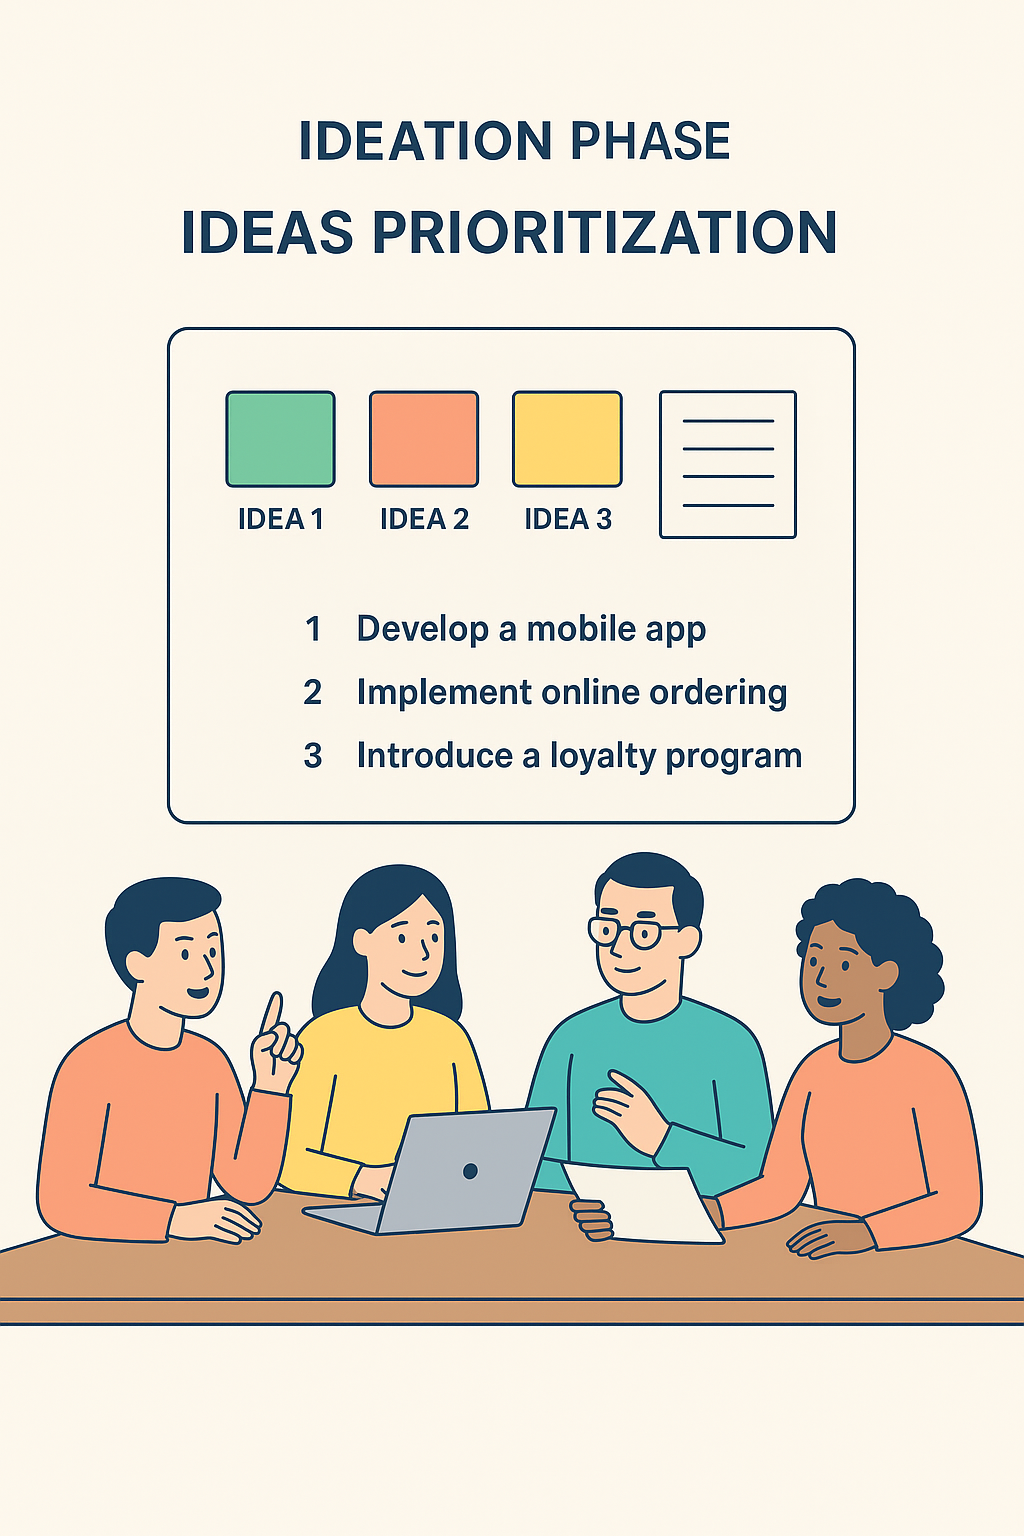 IDEATION PHASE
IDEAS PRIORITIZATION
IDEA 1
IDEA 2
IDEA 3
1 Develop a mobile app
2 Implement online ordering
3 Introduce a loyalty program